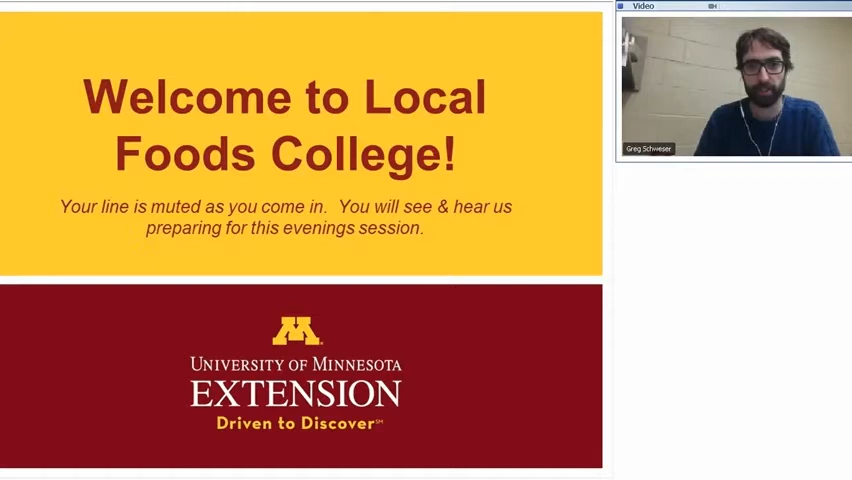 Video
Welcome to Local
Foods College!
Your line is muted as you come in.  You will see & hear us
preparing for this evenings session.
Greg Schweser
M
UNIVERSITY OF MINNESOTA
EXTENSION
Driven to Discover℠